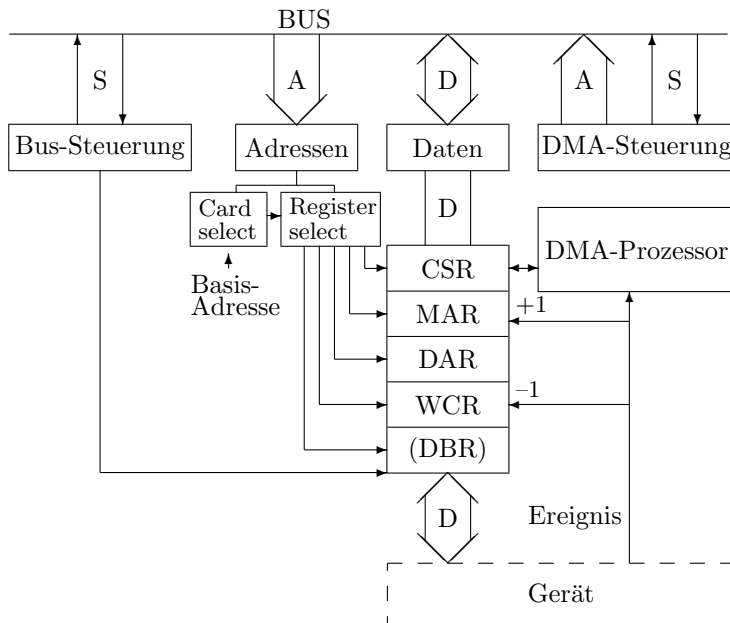 BUS
S
A
D
A
S
Bus-Steuerung
Adressen
Daten
DMA-Steuerung
Card
select
Register
select
D
DMA-Prozessor
Basis-
Adresse
CSR
MAR
+1
DAR
WCR
–1
(DBR)
D
Ereignis
Gerät